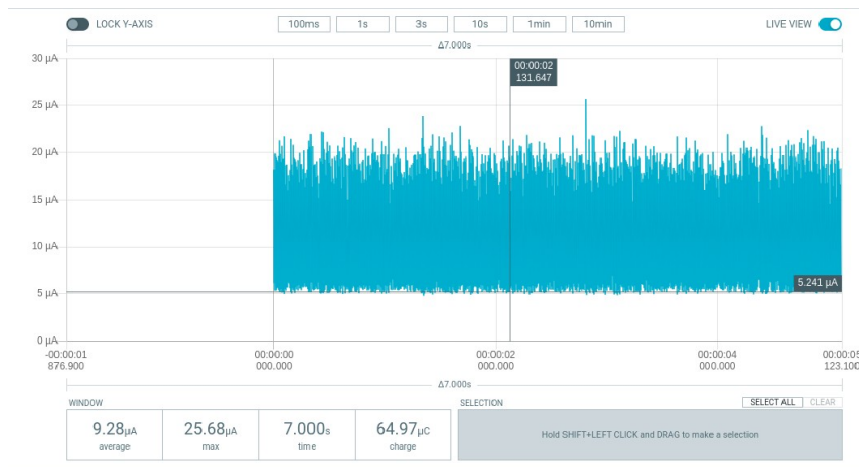 LOCK Y-AXIS 100ms 1s 3s 10s 1min 10min LIVE VIEW
Δ7.000s
30 µA
00:00:02
131.647
25 µA
20 µA
15 µA
10 µA
5.241 µA
5 µA
0 µA
-00:00:01 00:00:00 00:00:02 00:00:04 00:00:05
876.900 000.000 000.000 000.000 123.100
Δ7.000s
WINDOW SELECTION SELECT ALL CLEAR
9.28µA 25.68µA 7.000s 64.97µC
average max time charge
Hold SHIFT+LEFT CLICK and DRAG to make a selection